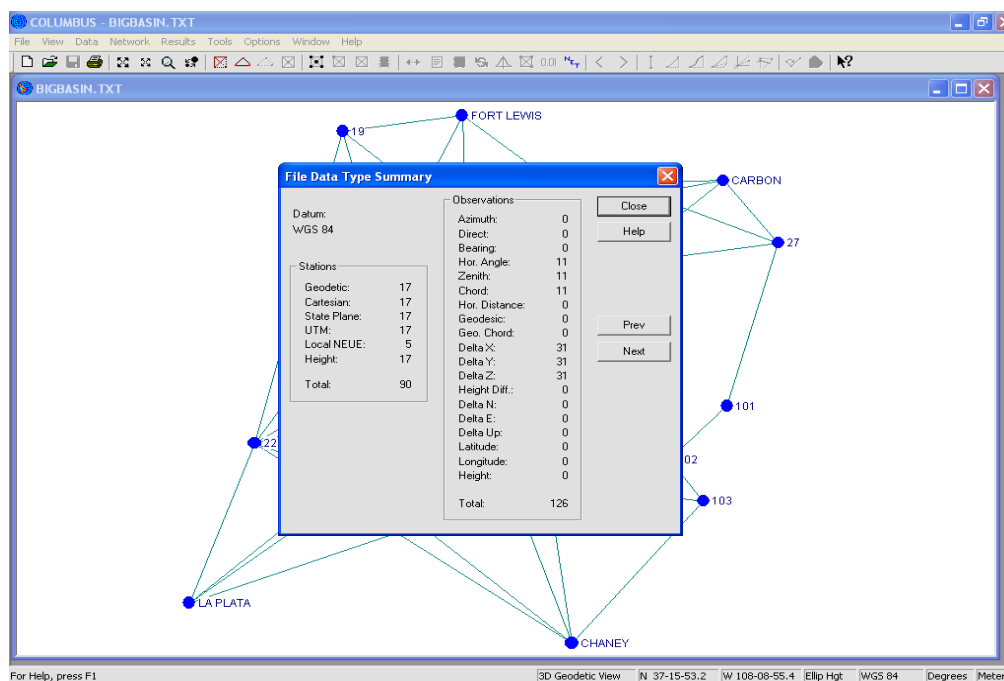 COLUMBUS - BIGBASIN.TXT
File View Data Network Results Tools Options Window Help
0.01 NET
BIGBASIN.TXT
FORT LEWIS
19
CARBON
27
101
02
103
22
LA PLATA
CHANEY
File Data Type Summary
Datum:
WGS 84
Stations
Geodetic: 17
Cartesian: 17
State Plane: 17
UTM: 17
Local NEUE: 5
Height: 17
Total: 90
Observations
Azimuth: 0
Direct: 0
Bearing: 0
Hor. Angle: 11
Zenith: 11
Chord: 11
Hor. Distance: 0
Geodesic: 0
Geo. Chord: 0
Delta X: 31
Delta Y: 31
Delta Z: 31
Height Diff.: 0
Delta N: 0
Delta E: 0
Delta Up: 0
Latitude: 0
Longitude: 0
Height: 0
Total: 126
Close
Help
Prev
Next
For Help, press F1
3D Geodetic View N 37-15-53.2 W 108-08-55.4 Ellip Hgt WGS 84 Degrees Meter